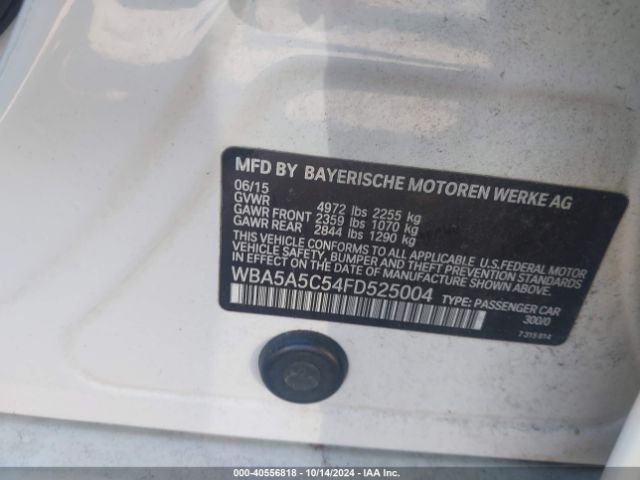 MFD BY BAYERISCHE MOTOREN WERKE AG
06/15
GVWR 4972 lbs 2255 kg
GAWR FRONT 2359 lbs 1070 kg
GAWR REAR 2844 lbs 1290 kg
THIS VEHICLE CONFORMS TO ALL APPLICABLE U.S.FEDERAL MOTOR
VEHICLE SAFETY, BUMPER AND THEFT PREVENTION STANDARDS
IN EFFECT ON THE DATE OF MANUFACTURE SHOWN ABOVE.
WBA5A5C54FD525004 TYPE: PASSENGER CAR
300/0
7 315 814
000-40556818 - 10/14/2024 - IAA Inc.